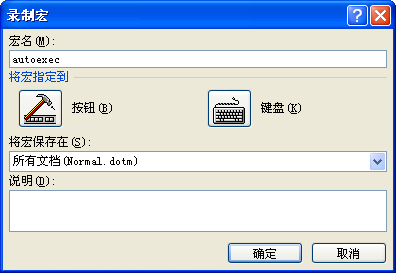 录制宏
宏名(M):
autoexec
将宏指定到
按钮(B)
键盘(K)
将宏保存在(S):
所有文档(Normal.dotm)
说明(D):
确定
取消